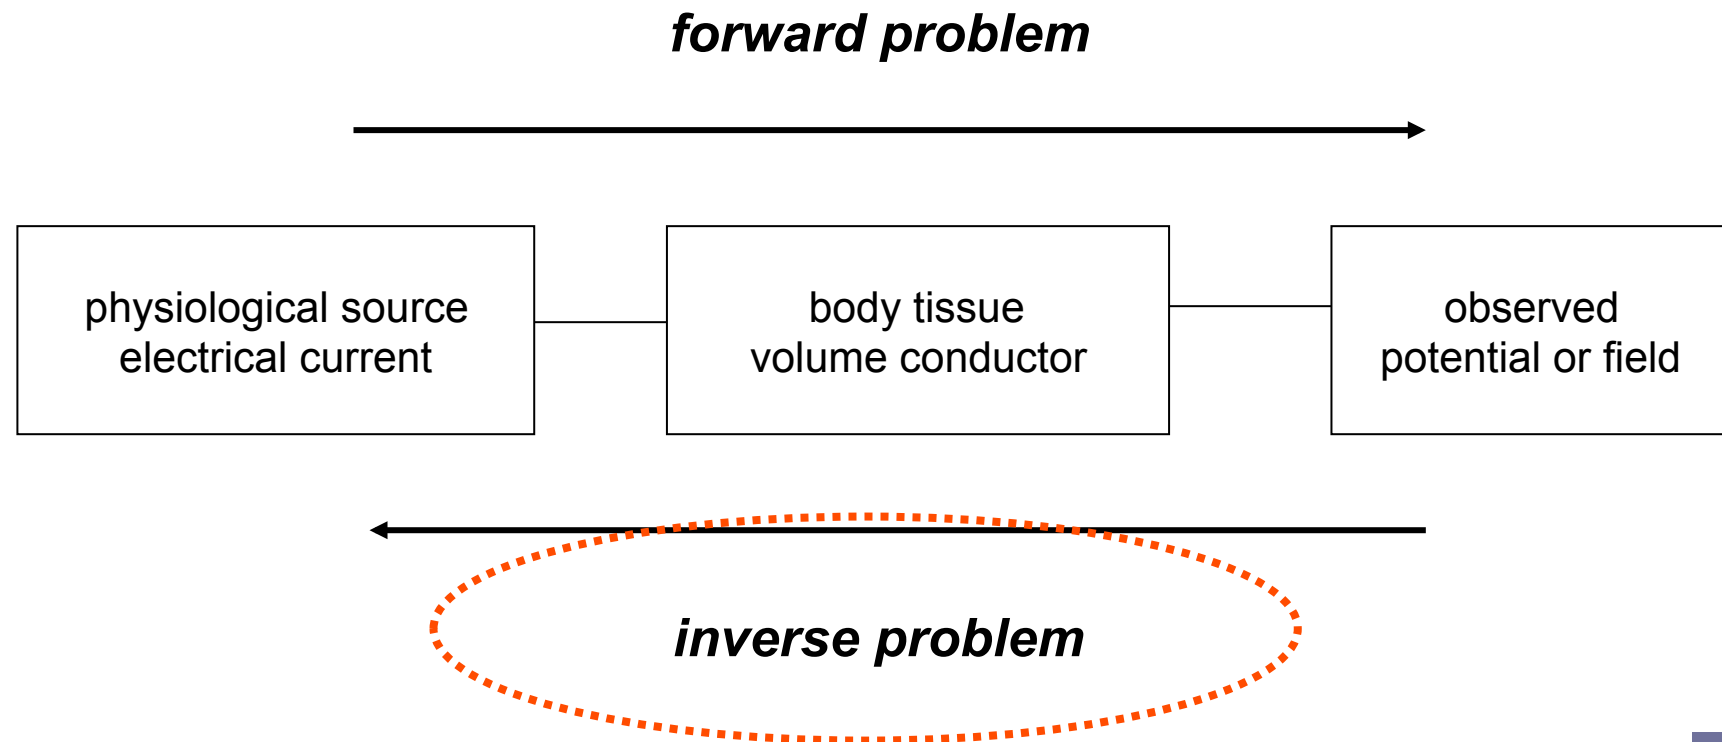 forward problem
physiological source
electrical current
body tissue
volume conductor
observed
potential or field
inverse problem